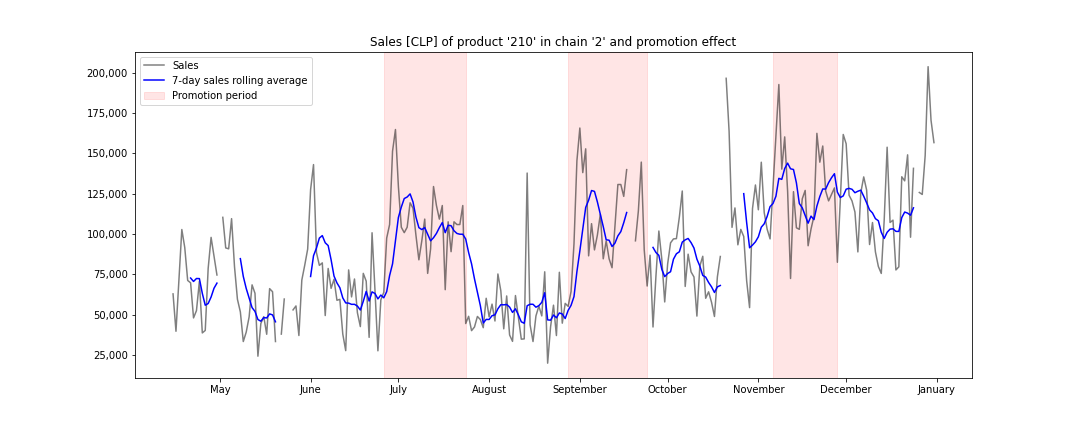 Sales [CLP] of product '210' in chain '2' and promotion effect
Sales
7-day sales rolling average
Promotion period
200,000
175,000
150,000
125,000
100,000
75,000
50,000
25,000
May June July August September October November December January